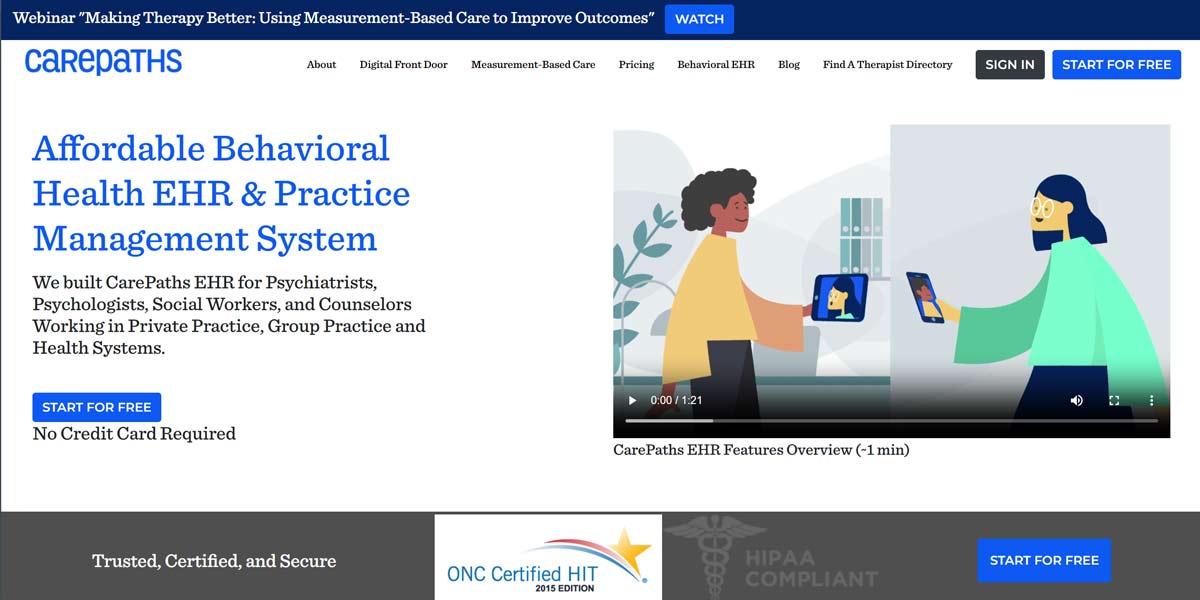 Webinar "Making Therapy Better: Using Measurement-Based Care to Improve Outcomes" WATCH
CAREPATHS
About Digital Front Door Measurement-Based Care Pricing Behavioral EHR Blog Find A Therapist Directory SIGN IN START FOR FREE
Affordable Behavioral
Health EHR & Practice
Management System
We built CarePaths EHR for Psychiatrists,
Psychologists, Social Workers, and Counselors
Working in Private Practice, Group Practice and
Health Systems.
START FOR FREE
No Credit Card Required
0:00 / 1:21
CarePaths EHR Features Overview (~1 min)
Trusted, Certified, and Secure
ONC Certified HIT
2015 EDITION
HIPAA
COMPLIANT
START FOR FREE